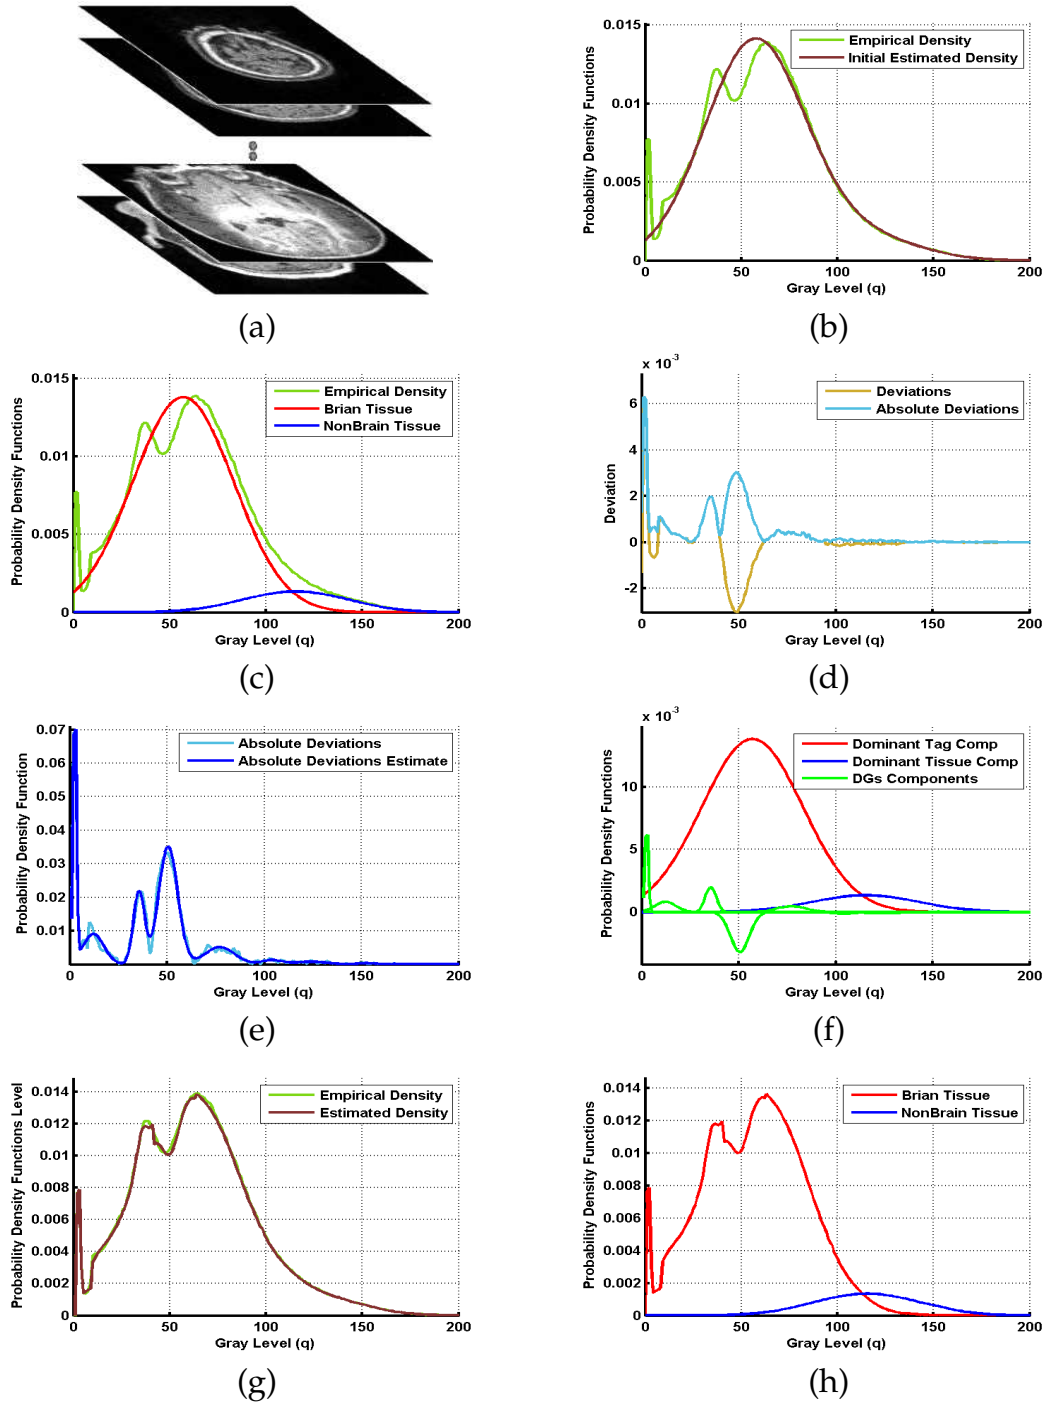 (a)
0.015
0.01
0.005
0
0
50
100
150
200
Probability Density Functions
Gray Level (q)
Empirical Density
Initial Estimated Density
(b)
0.015
0.01
0.005
0
0
50
100
150
200
Probability Density Functions
Gray Level (q)
Empirical Density
Brian Tissue
NonBrain Tissue
(c)
x 10⁻³
6
4
2
0
-2
0
50
100
150
200
Deviation
Gray Level (q)
Deviations
Absolute Deviations
(d)
0.07
0.06
0.05
0.04
0.03
0.02
0.01
0
50
100
150
200
Probability Density Function
Gray Level (q)
Absolute Deviations
Absolute Deviations Estimate
(e)
x 10⁻³
10
5
0
0
50
100
150
200
Probability Density Functions
Gray Level (q)
Dominant Tag Comp
Dominant Tissue Comp
DGs Components
(f)
0.014
0.012
0.01
0.008
0.006
0.004
0.002
0
0
50
100
150
200
Probability Density Functions Level
Gray Level (q)
Empirical Density
Estimated Density
(g)
0.014
0.012
0.01
0.008
0.006
0.004
0.002
0
0
50
100
150
200
Probability Density Functions
Gray Level (q)
Brian Tissue
NonBrain Tissue
(h)